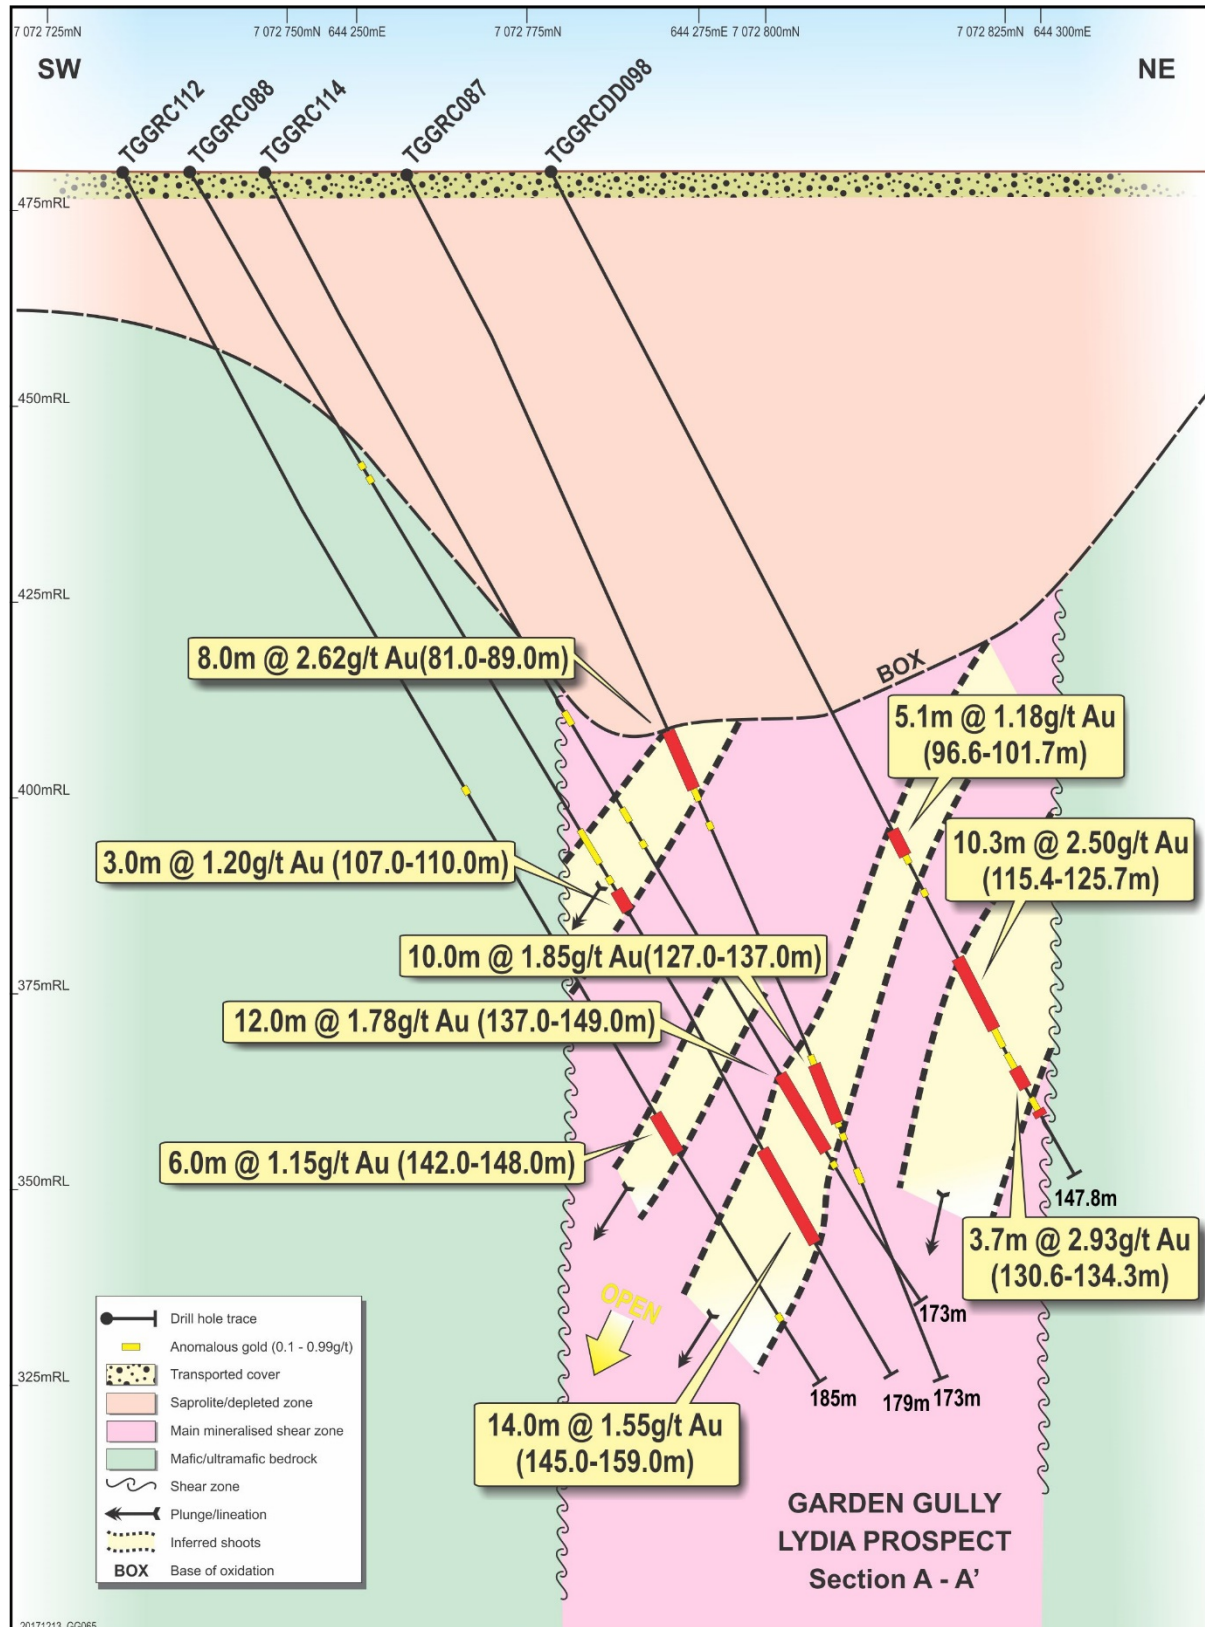 7 072 725mN
7 072 750mN
644 250mE
7 072 775mN
644 275mE
7 072 800mN
7 072 825mN
644 300mE
SW
NE
TGGRC112
TGGRC088
TGGRC114
TGGRC087
TGGRCDD098
475mRL
450mRL
425mRL
8.0m @ 2.62g/t Au(81.0-89.0m)
BOX
5.1m @ 1.18g/t Au
(96.6-101.7m)
400mRL
3.0m @ 1.20g/t Au (107.0-110.0m)
10.3m @ 2.50g/t Au
(115.4-125.7m)
10.0m @ 1.85g/t Au(127.0-137.0m)
375mRL
12.0m @ 1.78g/t Au (137.0-149.0m)
6.0m @ 1.15g/t Au (142.0-148.0m)
350mRL
147.8m
3.7m @ 2.93g/t Au
(130.6-134.3m)
OPEN
173m
325mRL
185m
179m
173m
14.0m @ 1.55g/t Au
(145.0-159.0m)
Drill hole trace
Anomalous gold (0.1 - 0.99g/t)
Transported cover
Saprolite/depleted zone
Main mineralised shear zone
Mafic/ultramafic bedrock
Shear zone
Plunge/lineation
Inferred shoots
BOX Base of oxidation
GARDEN GULLY
LYDIA PROSPECT
Section A - A'
20171213_GG065